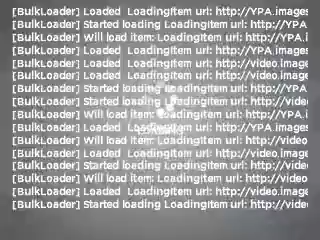 [BulkLoader] Loaded LoadingItem url: http://YPA.images
[BulkLoader] Started loading LoadingItem url: http://YPA
[BulkLoader] Will load item: LoadingItem url: http://YPA.i
[BulkLoader] Loaded LoadingItem url: http://YPA.images
[BulkLoader] Loaded LoadingItem url: http://video.image
[BulkLoader] Loaded LoadingItem url: http://YPA.images
[BulkLoader] Started loading LoadingItem url: http://YPA
[BulkLoader] Started loading LoadingItem url: http://vide
[BulkLoader] Will load item: LoadingItem url: http://YPA.i
[BulkLoader] Loaded LoadingItem url: http://YPA.images
[BulkLoader] Will load item: LoadingItem url: http://video
[BulkLoader] Loaded LoadingItem url: http://video.image
[BulkLoader] Started loading LoadingItem url: http://vide
[BulkLoader] Will load item: LoadingItem url: http://video
[BulkLoader] Loaded LoadingItem url: http://video.image
[BulkLoader] Started loading LoadingItem url: http://vide